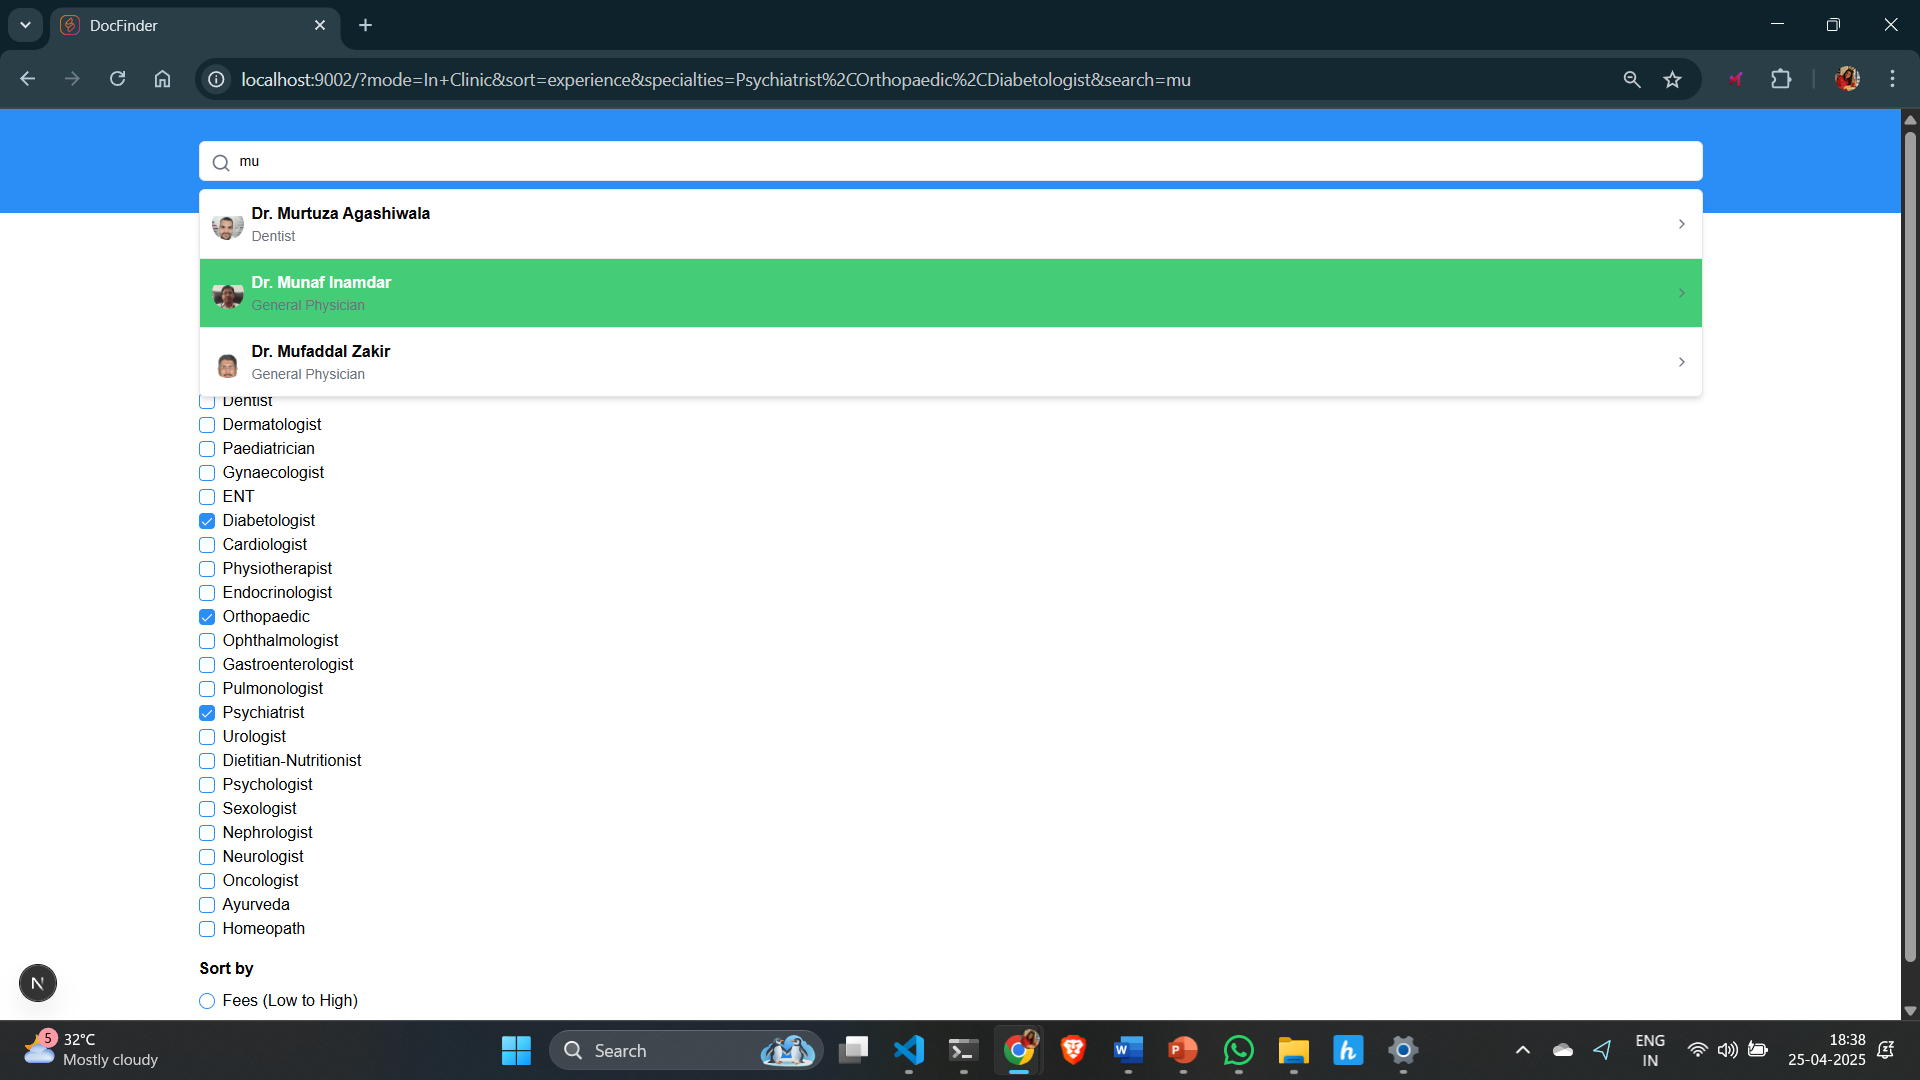 DocFinder
localhost:9002/?mode=In+Clinic&sort=experience&specialties=Psychiatrist%2COrthopaedic%2CDiabetologist&search=mu
mu
Dr. Murtuza Agashiwala
Dentist
Dr. Munaf Inamdar
General Physician
Dr. Mufaddal Zakir
General Physician
Dentist
Dermatologist
Paediatrician
Gynaecologist
ENT
Diabetologist
Cardiologist
Physiotherapist
Endocrinologist
Orthopaedic
Ophthalmologist
Gastroenterologist
Pulmonologist
Psychiatrist
Urologist
Dietitian-Nutritionist
Psychologist
Sexologist
Nephrologist
Neurologist
Oncologist
Ayurveda
Homeopath
Sort by
Fees (Low to High)
N
5
32°C
Mostly cloudy
Search
W
P
h
ENG
IN
18:38
25-04-2025